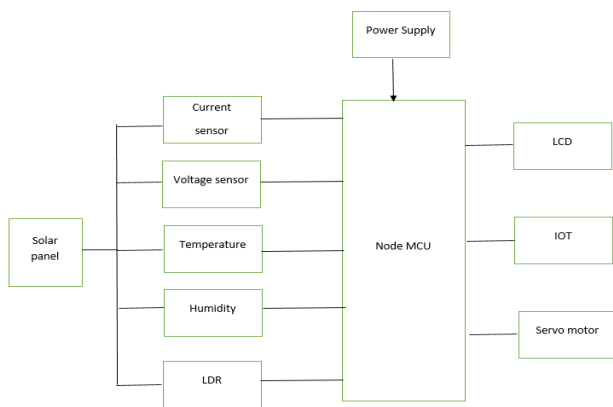 Power Supply
Current
sensor
Voltage sensor
Temperature
Humidity
LDR
Solar
panel
Node MCU
LCD
IOT
Servo motor